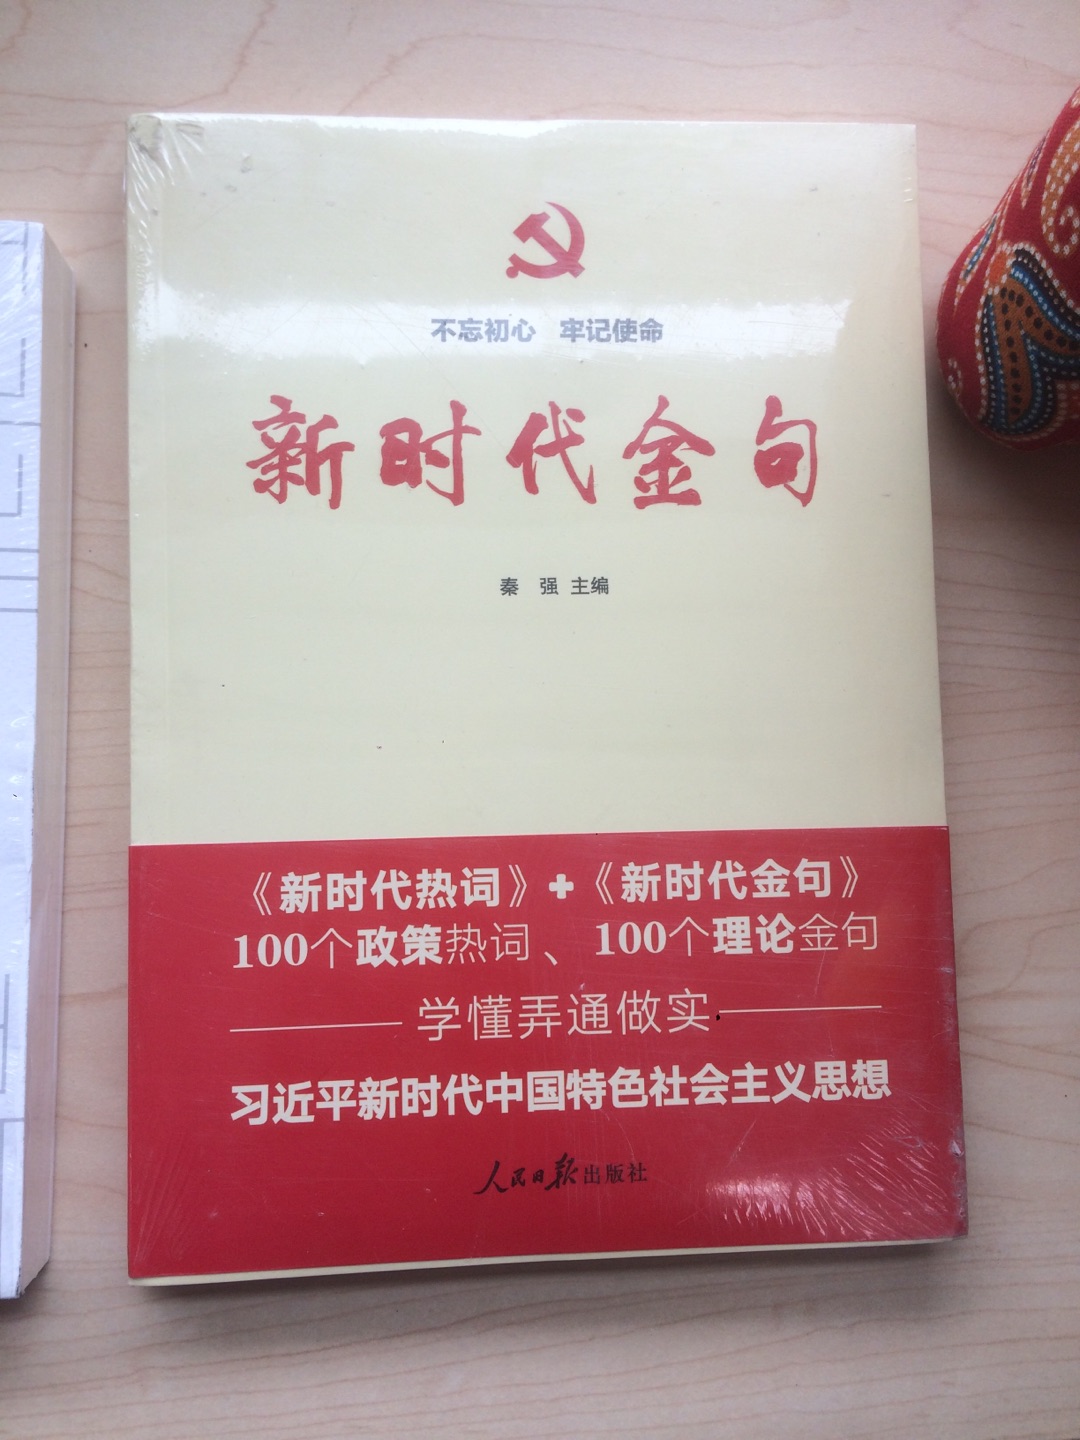 不忘初心 牢记使命
新时代金句
秦 强 主编
《新时代热词》+《新时代金句》
100个政策热词、100个理论金句
学懂弄通做实
习近平新时代中国特色社会主义思想
人民日报出版社